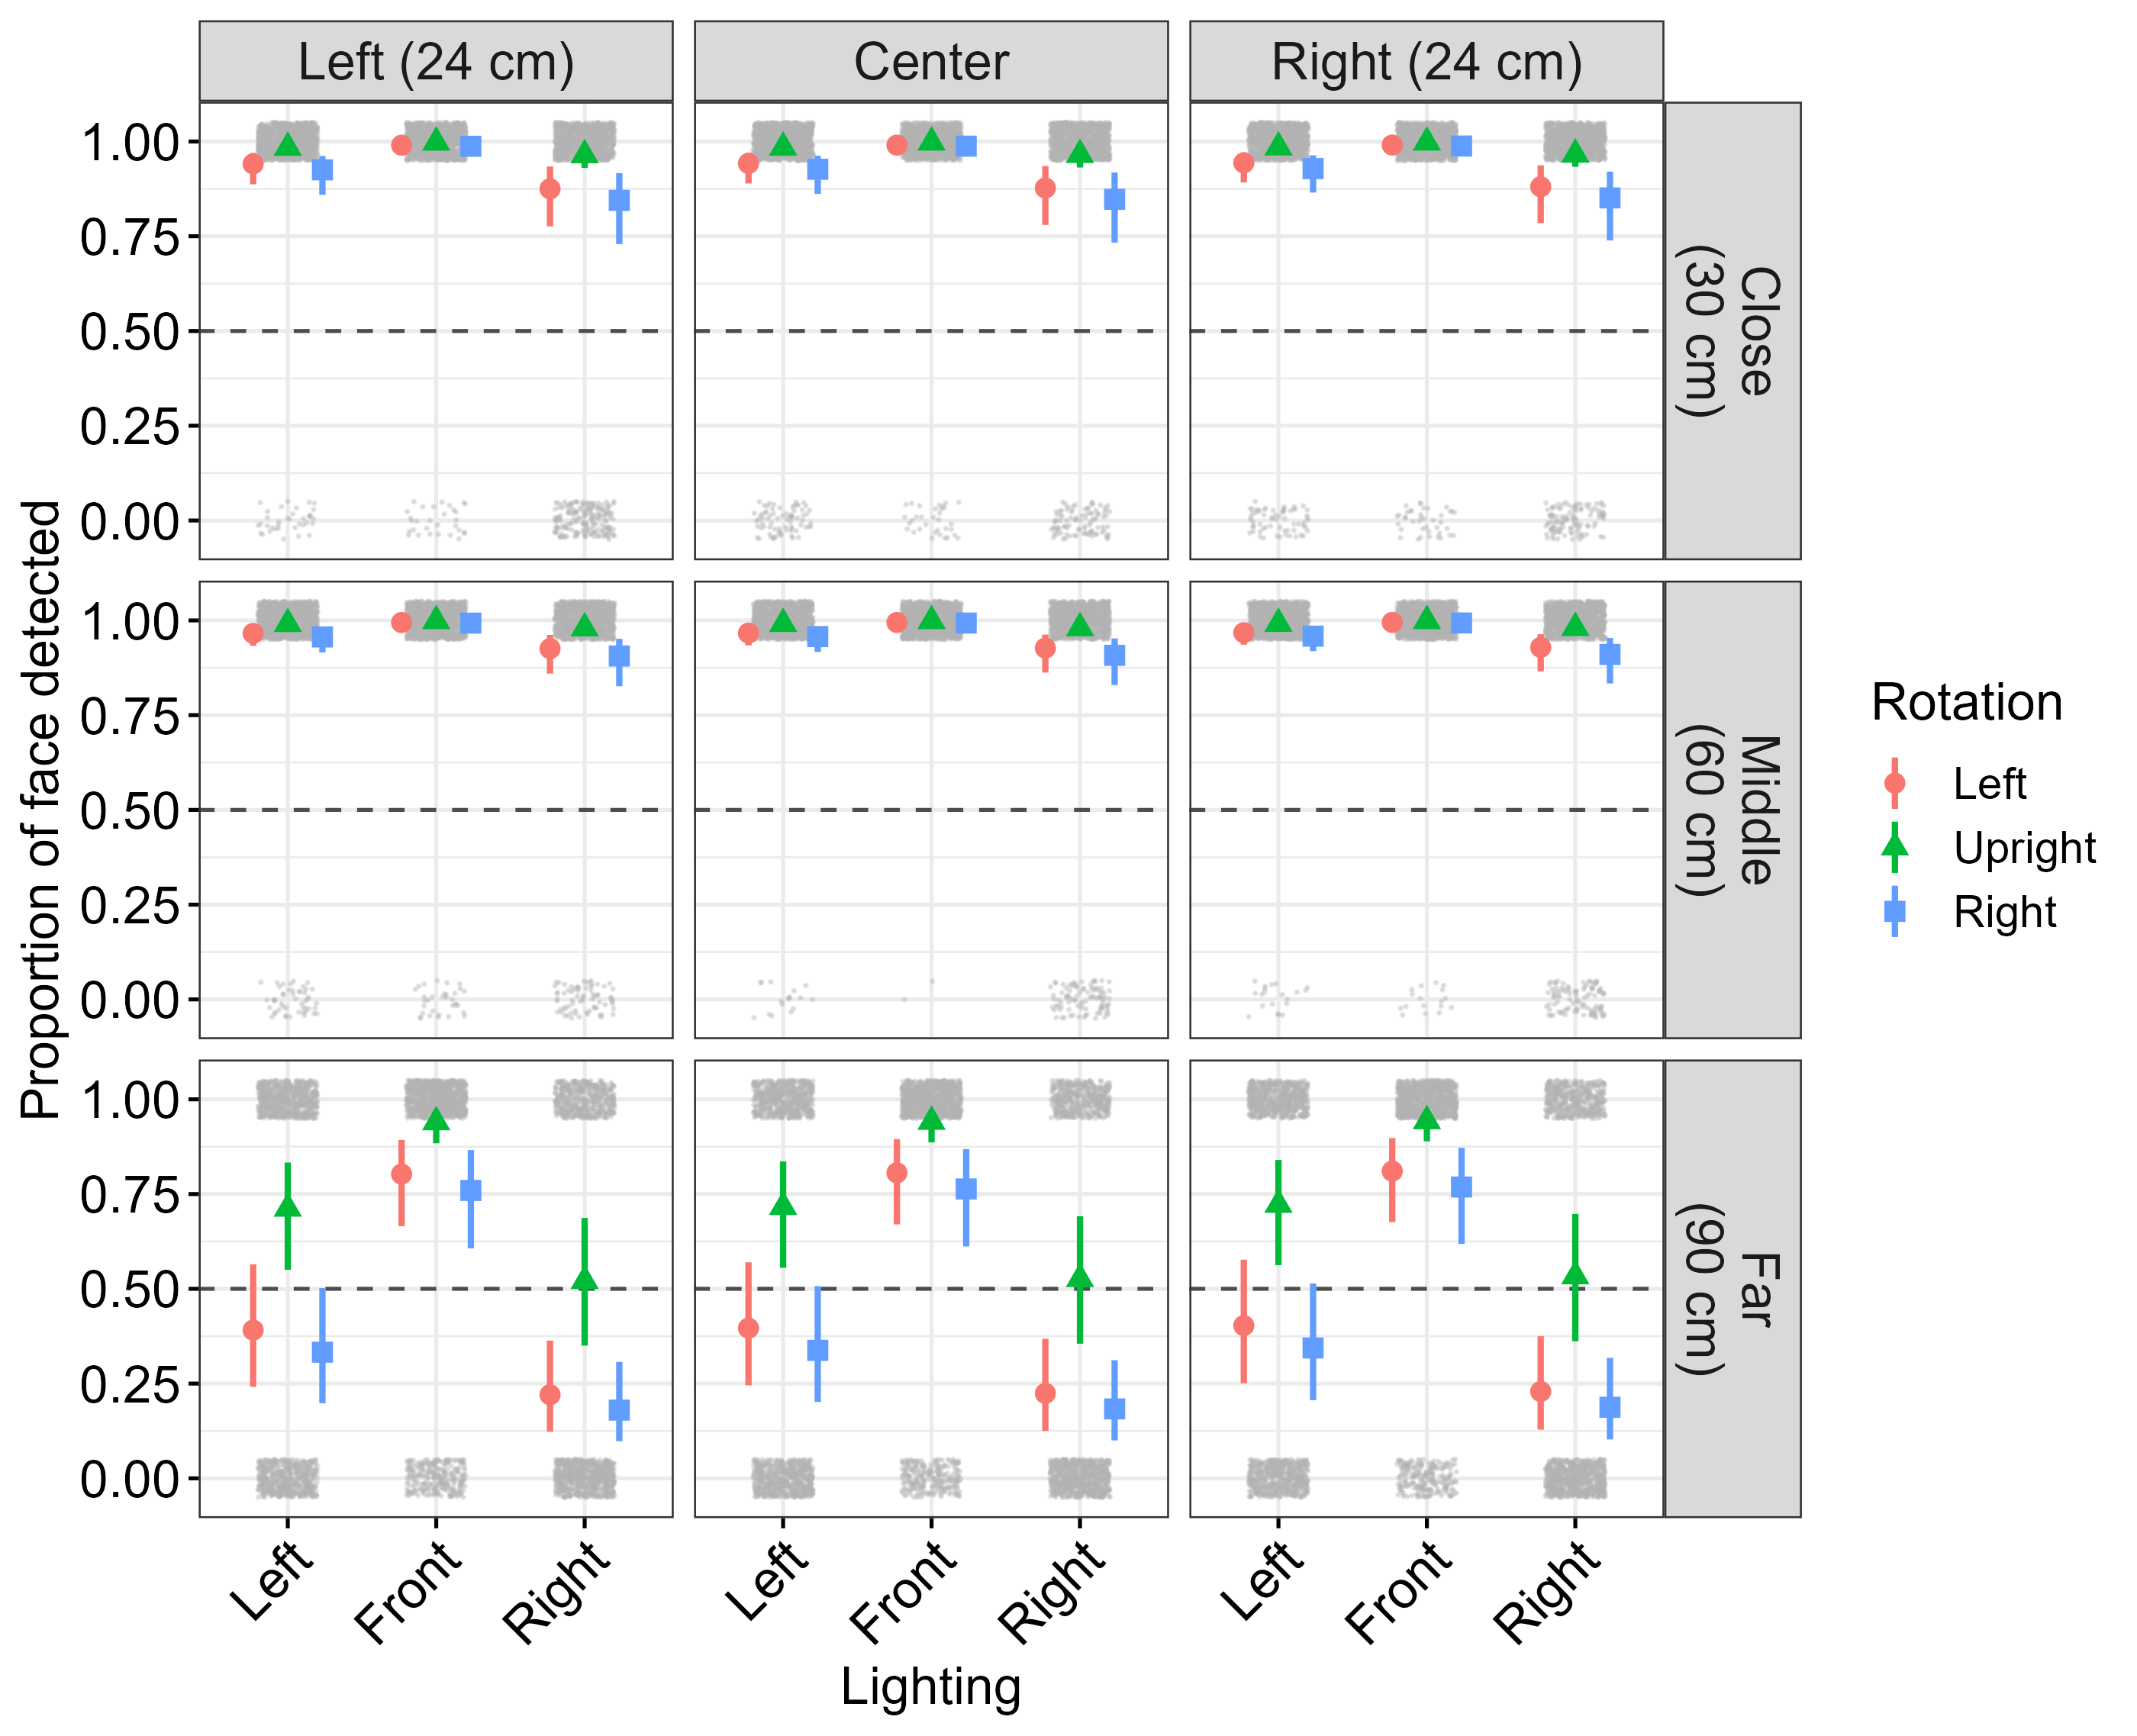 Left (24 cm)
Center
Right (24 cm)
Proportion of face detected
1.00
0.75
0.50
0.25
0.00
Close
(30 cm)
1.00
0.75
0.50
0.25
0.00
Middle
(60 cm)
1.00
0.75
0.50
0.25
0.00
Far
(90 cm)
Left
Front
Right
Left
Front
Right
Left
Front
Right
Lighting
Rotation
Left
Upright
Right